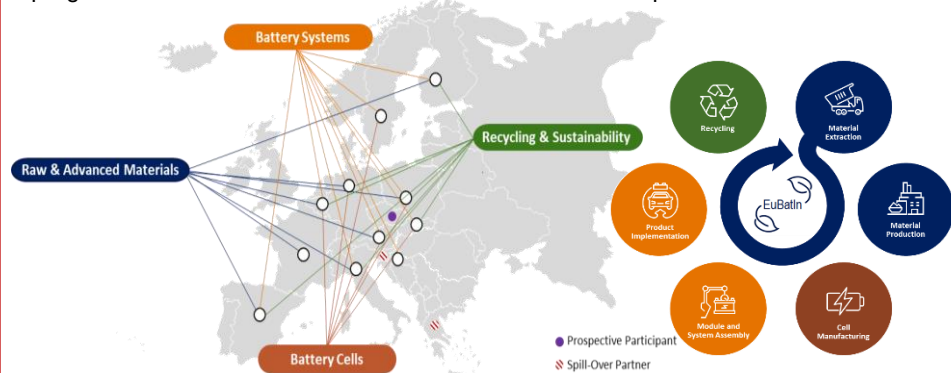 Battery Systems
Recycling & Sustainability
Raw & Advanced Materials
Battery Cells
Prospective Participant
Spill-Over Partner
Recycling
Material
Extraction
EuBatIn
Product
Implementation
Material
Production
Module and
System Assembly
Cell
Manufacturing